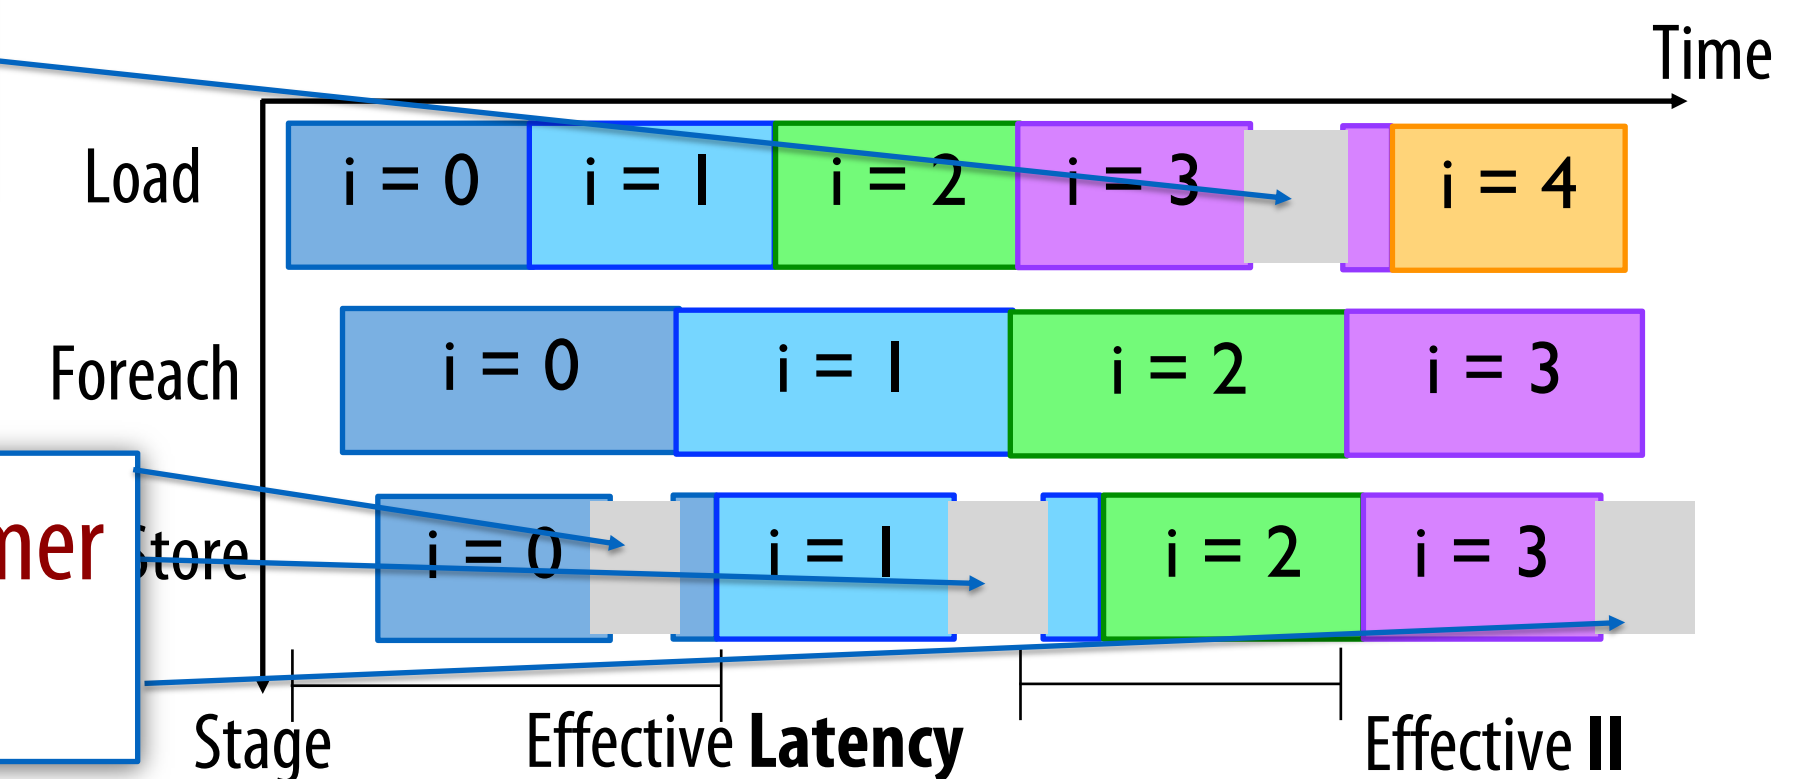 Time
Load
i = 0
i = 1
i = 2
i = 3
i = 4
Foreach
i = 0
i = 1
i = 2
i = 3
Store
i = 0
i = 1
i = 2
i = 3
Stage
Effective Latency
Effective II